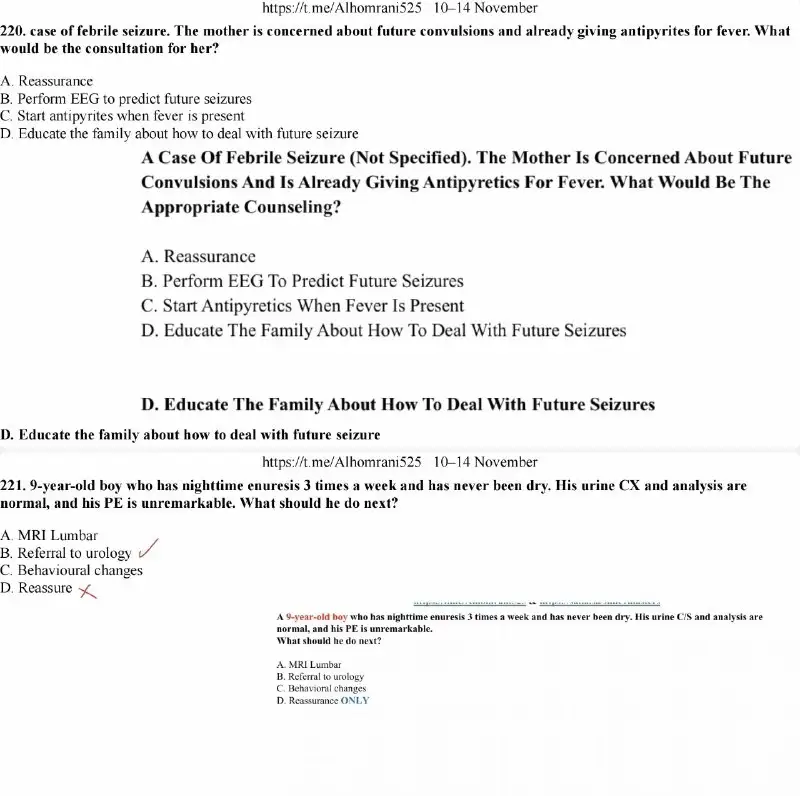 https://t.me/Alhomrani525 10–14 November
220. case of febrile seizure. The mother is concerned about future convulsions and already giving antipyrites for fever. What
would be the consultation for her?
A. Reassurance
B. Perform EEG to predict future seizures
C. Start antipyrites when fever is present
D. Educate the family about how to deal with future seizure
A Case Of Febrile Seizure (Not Specified). The Mother Is Concerned About Future
Convulsions And Is Already Giving Antipyretics For Fever. What Would Be The
Appropriate Counseling?
A. Reassurance
B. Perform EEG To Predict Future Seizures
C. Start Antipyretics When Fever Is Present
D. Educate The Family About How To Deal With Future Seizures
D. Educate The Family About How To Deal With Future Seizures
D. Educate the family about how to deal with future seizure
https://t.me/Alhomrani525 10–14 November
221. 9-year-old boy who has nighttime enuresis 3 times a week and has never been dry. His urine CX and analysis are
normal, and his PE is unremarkable. What should he do next?
A. MRI Lumbar
B. Referral to urology
C. Behavioural changes
D. Reassure
A 9-year-old boy who has nighttime enuresis 3 times a week and has never been dry. His urine C/S and analysis are
normal, and his PE is unremarkable.
What should he do next?
A. MRI Lumbar
B. Referral to urology
C. Behavioral changes
D. Reassurance ONLY